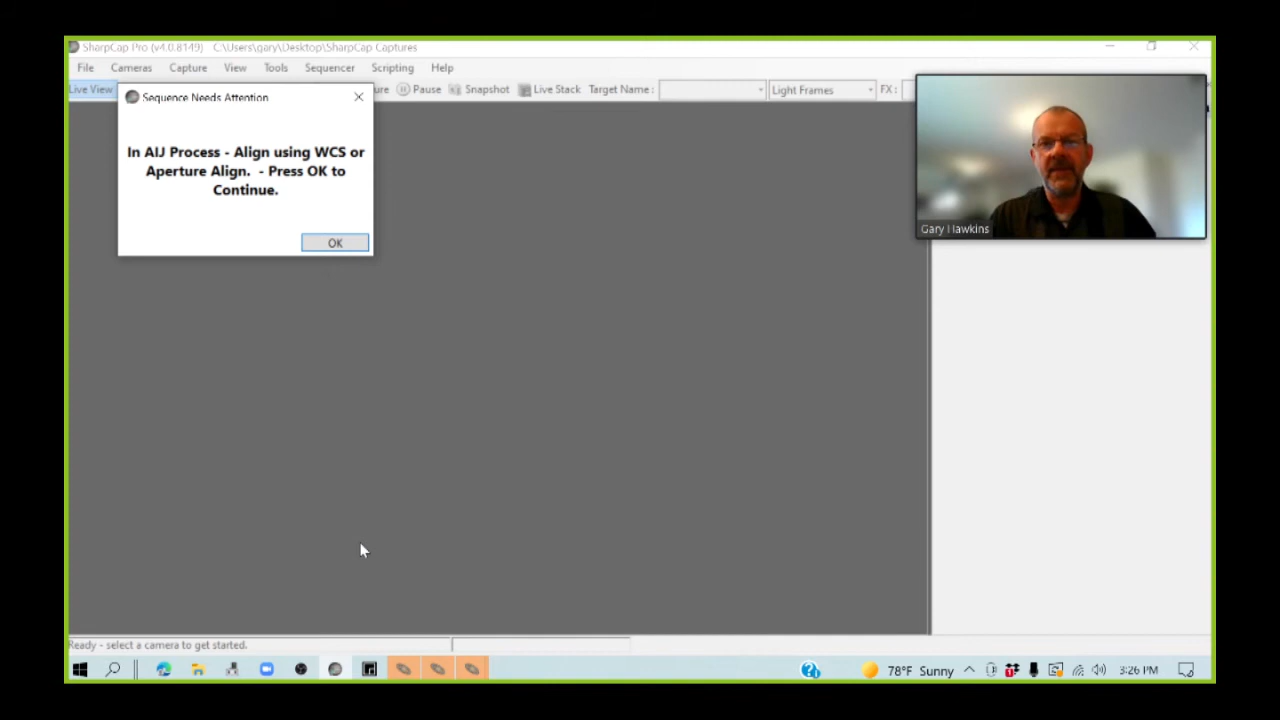 SharpCap Pro (v4.0.8149) C:\Users\gary\Desktop\SharpCap Captures
File Cameras Capture View Tools Sequencer Scripting Help
Live View Pause Snapshot Live Stack Target Name : Light Frames FX :
Sequence Needs Attention
In AIJ Process - Align using WCS or
Aperture Align. - Press OK to
Continue.
OK
Gary Hawkins
Ready - select a camera to get started.
78°F Sunny 3:26 PM